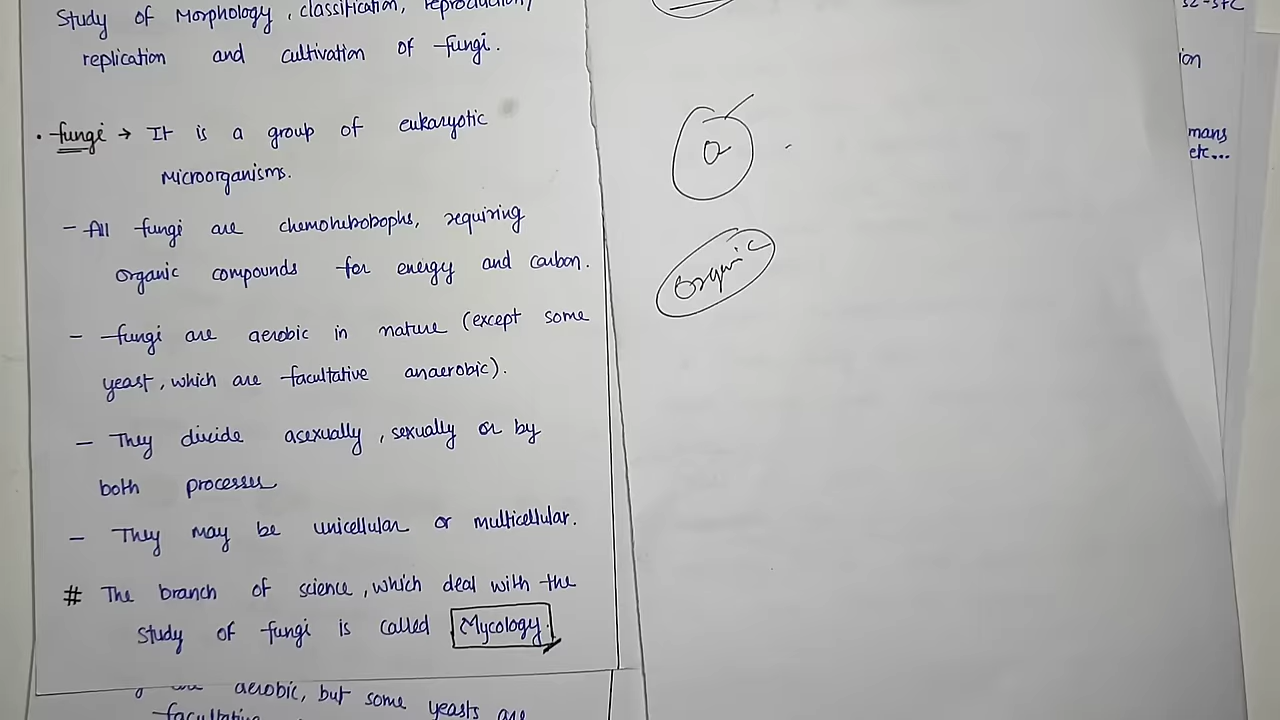 Study of Morphology, classification, reproduction,
replication and cultivation of fungi.
• fungi → It is a group of eukaryotic
Microorganisms.
- All fungi are chemoheterotrophs, requiring
organic compounds for energy and carbon.
- fungi are aerobic in nature (except some
yeast, which are facultative anaerobic).
- They divide asexually, sexually or by
both processes
- They may be unicellular or multicellular.
# The branch of science, which deal with the
study of fungi is called Mycology.
are aerobic, but some yeasts are
facultative
a
organic
ion
mans
etc...